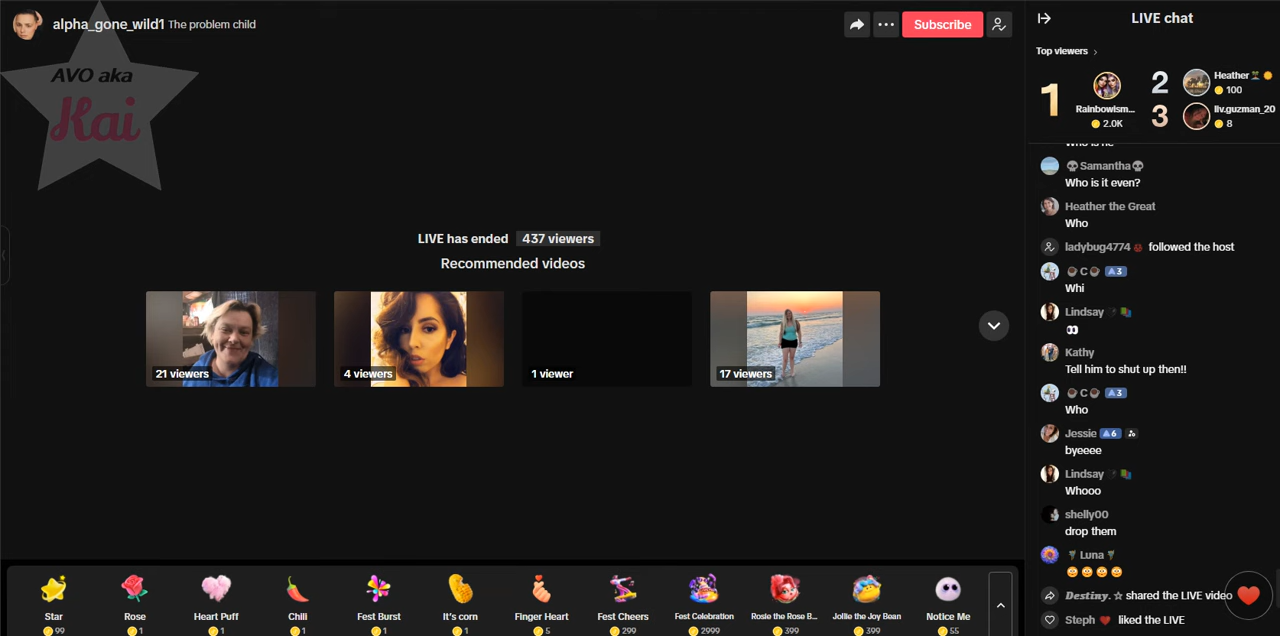 alpha_gone_wild1 The problem child
Subscribe
AVO aka
Kai
LIVE has ended 437 viewers
Recommended videos
21 viewers
4 viewers
1 viewer
17 viewers
Star
99
Rose
1
Heart Puff
1
Chili
1
Fest Burst
1
It's corn
1
Finger Heart
5
Fest Cheers
299
Fest Celebration
2999
Rosie the Rose B...
399
Jollie the Joy Bean
399
Notice Me
55
LIVE chat
Top viewers
1
Rainbowism...
2.0K
2
Heather
100
3
liv.guzman_20
8
Who is he
Samantha
Who is it even?
Heather the Great
Who
ladybug4774 followed the host
C 3
Whi
Lindsay
Kathy
Tell him to shut up then!!
C 3
Who
Jessie 6
byeeee
Lindsay
Whooo
shelly00
drop them
Luna
Destiny. ☆ shared the LIVE video
Steph liked the LIVE